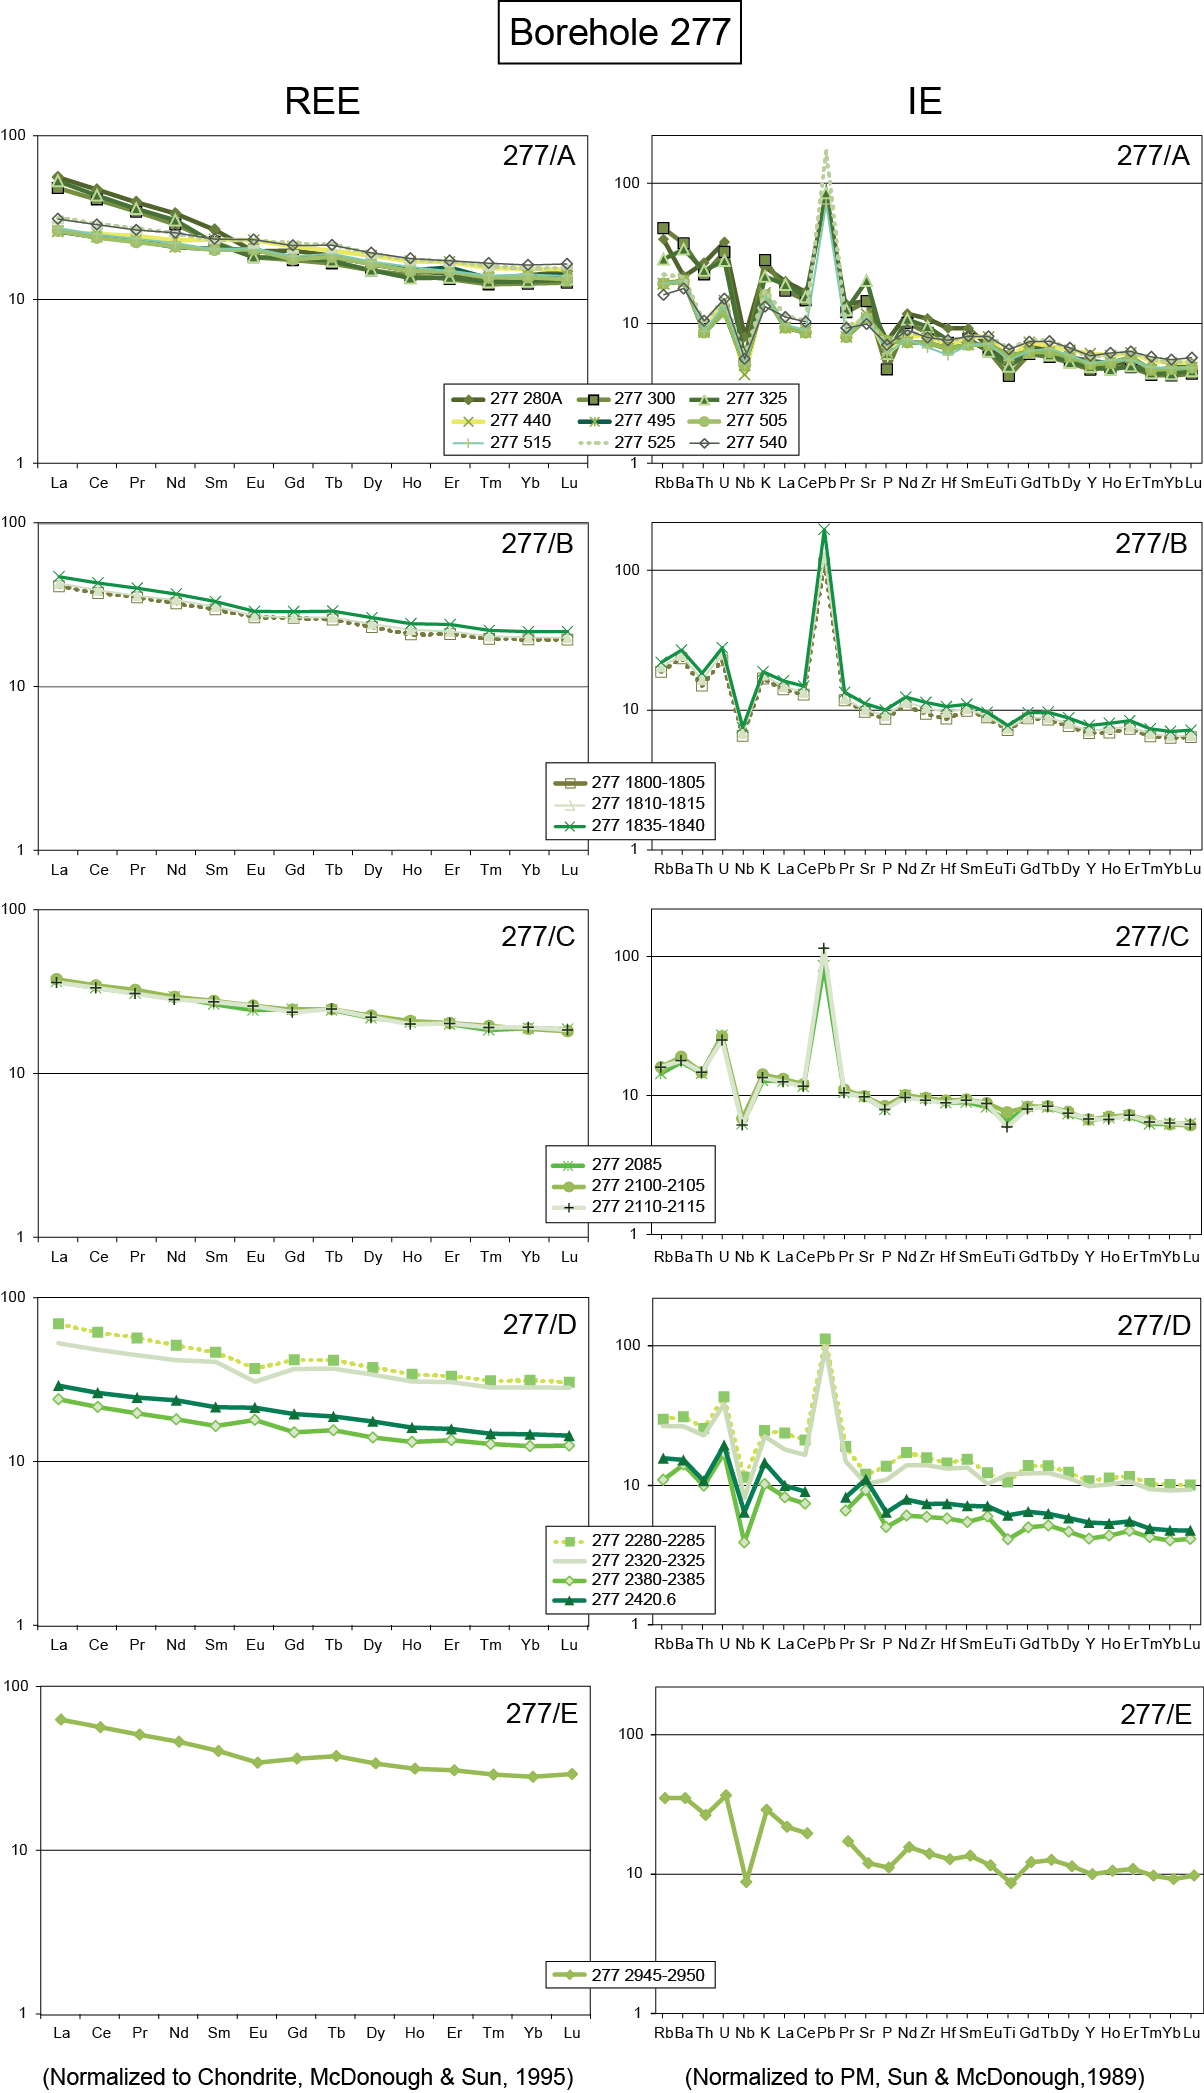 Borehole 277
REE
IE
100
10
1
277/A
La Ce Pr Nd Sm Eu Gd Tb Dy Ho Er Tm Yb Lu
100
10
1
277/A
Rb Ba Th U Nb K La Ce Pb Pr Sr P Nd Zr Hf Sm Eu Ti Gd Tb Dy Y Ho Er Tm Yb Lu
277 280A 277 300 277 325
277 440 277 495 277 505
277 515 277 525 277 540
100
10
1
277/B
La Ce Pr Nd Sm Eu Gd Tb Dy Ho Er Tm Yb Lu
100
10
1
277/B
Rb Ba Th U Nb K La Ce Pb Pr Sr P Nd Zr Hf Sm Eu Ti Gd Tb Dy Y Ho Er Tm Yb Lu
277 1800-1805
277 1810-1815
277 1835-1840
100
10
1
277/C
La Ce Pr Nd Sm Eu Gd Tb Dy Ho Er Tm Yb Lu
100
10
1
277/C
Rb Ba Th U Nb K La Ce Pb Pr Sr P Nd Zr Hf Sm Eu Ti Gd Tb Dy Y Ho Er Tm Yb Lu
277 2085
277 2100-2105
277 2110-2115
100
10
1
277/D
La Ce Pr Nd Sm Eu Gd Tb Dy Ho Er Tm Yb Lu
100
10
1
277/D
Rb Ba Th U Nb K La Ce Pb Pr Sr P Nd Zr Hf Sm Eu Ti Gd Tb Dy Y Ho Er Tm Yb Lu
277 2280-2285
277 2320-2325
277 2380-2385
277 2420.6
100
10
1
277/E
La Ce Pr Nd Sm Eu Gd Tb Dy Ho Er Tm Yb Lu
100
10
1
277/E
Rb Ba Th U Nb K La Ce Pb Pr Sr P Nd Zr Hf Sm Eu Ti Gd Tb Dy Y Ho Er Tm Yb Lu
277 2945-2950
(Normalized to Chondrite, McDonough & Sun, 1995)
(Normalized to PM, Sun & McDonough,1989)